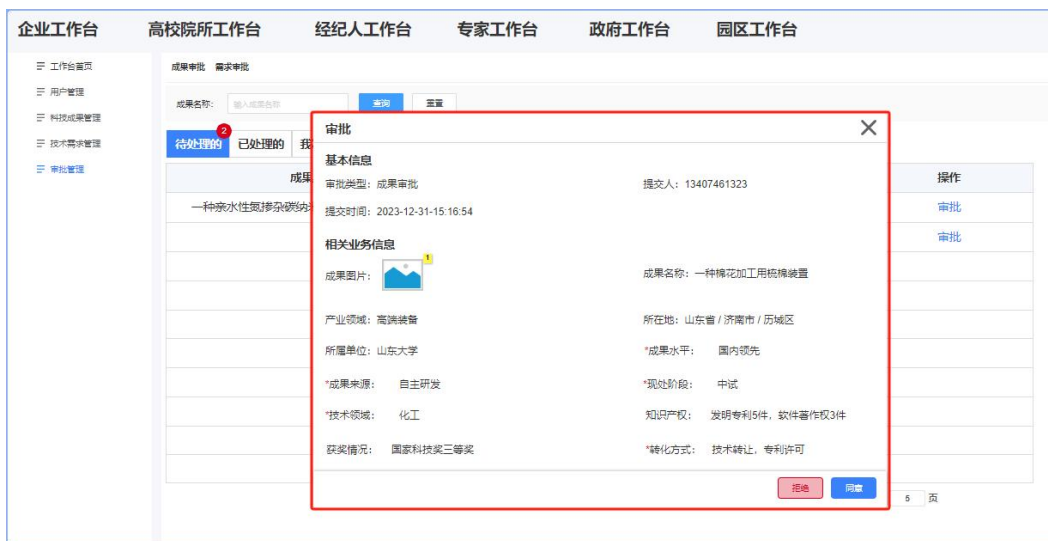 企业工作台 高校院所工作台 经纪人工作台 专家工作台 政府工作台 园区工作台
工作台首页
用户管理
科技成果管理
技术需求管理
审批管理
成果审批 需求审批
成果名称： 输入成果名称 查询 重置
待处理的 2 已处理的 我
成果 操作
一种亲水性氮掺杂碳纳米 审批
审批
审批
基本信息
审批类型：成果审批 提交人：13407461323
提交时间：2023-12-31-15:16:54
相关业务信息
成果图片： 1 成果名称：一种棉花加工用梳棉装置
产业领域：高端装备 所在地：山东省 / 济南市 / 历城区
所属单位：山东大学 *成果水平： 国内领先
*成果来源： 自主研发 *现处阶段： 中试
*技术领域： 化工 知识产权： 发明专利5件，软件著作权3件
获奖情况： 国家科技奖三等奖 *转化方式： 技术转让，专利许可
拒绝 同意
5 页